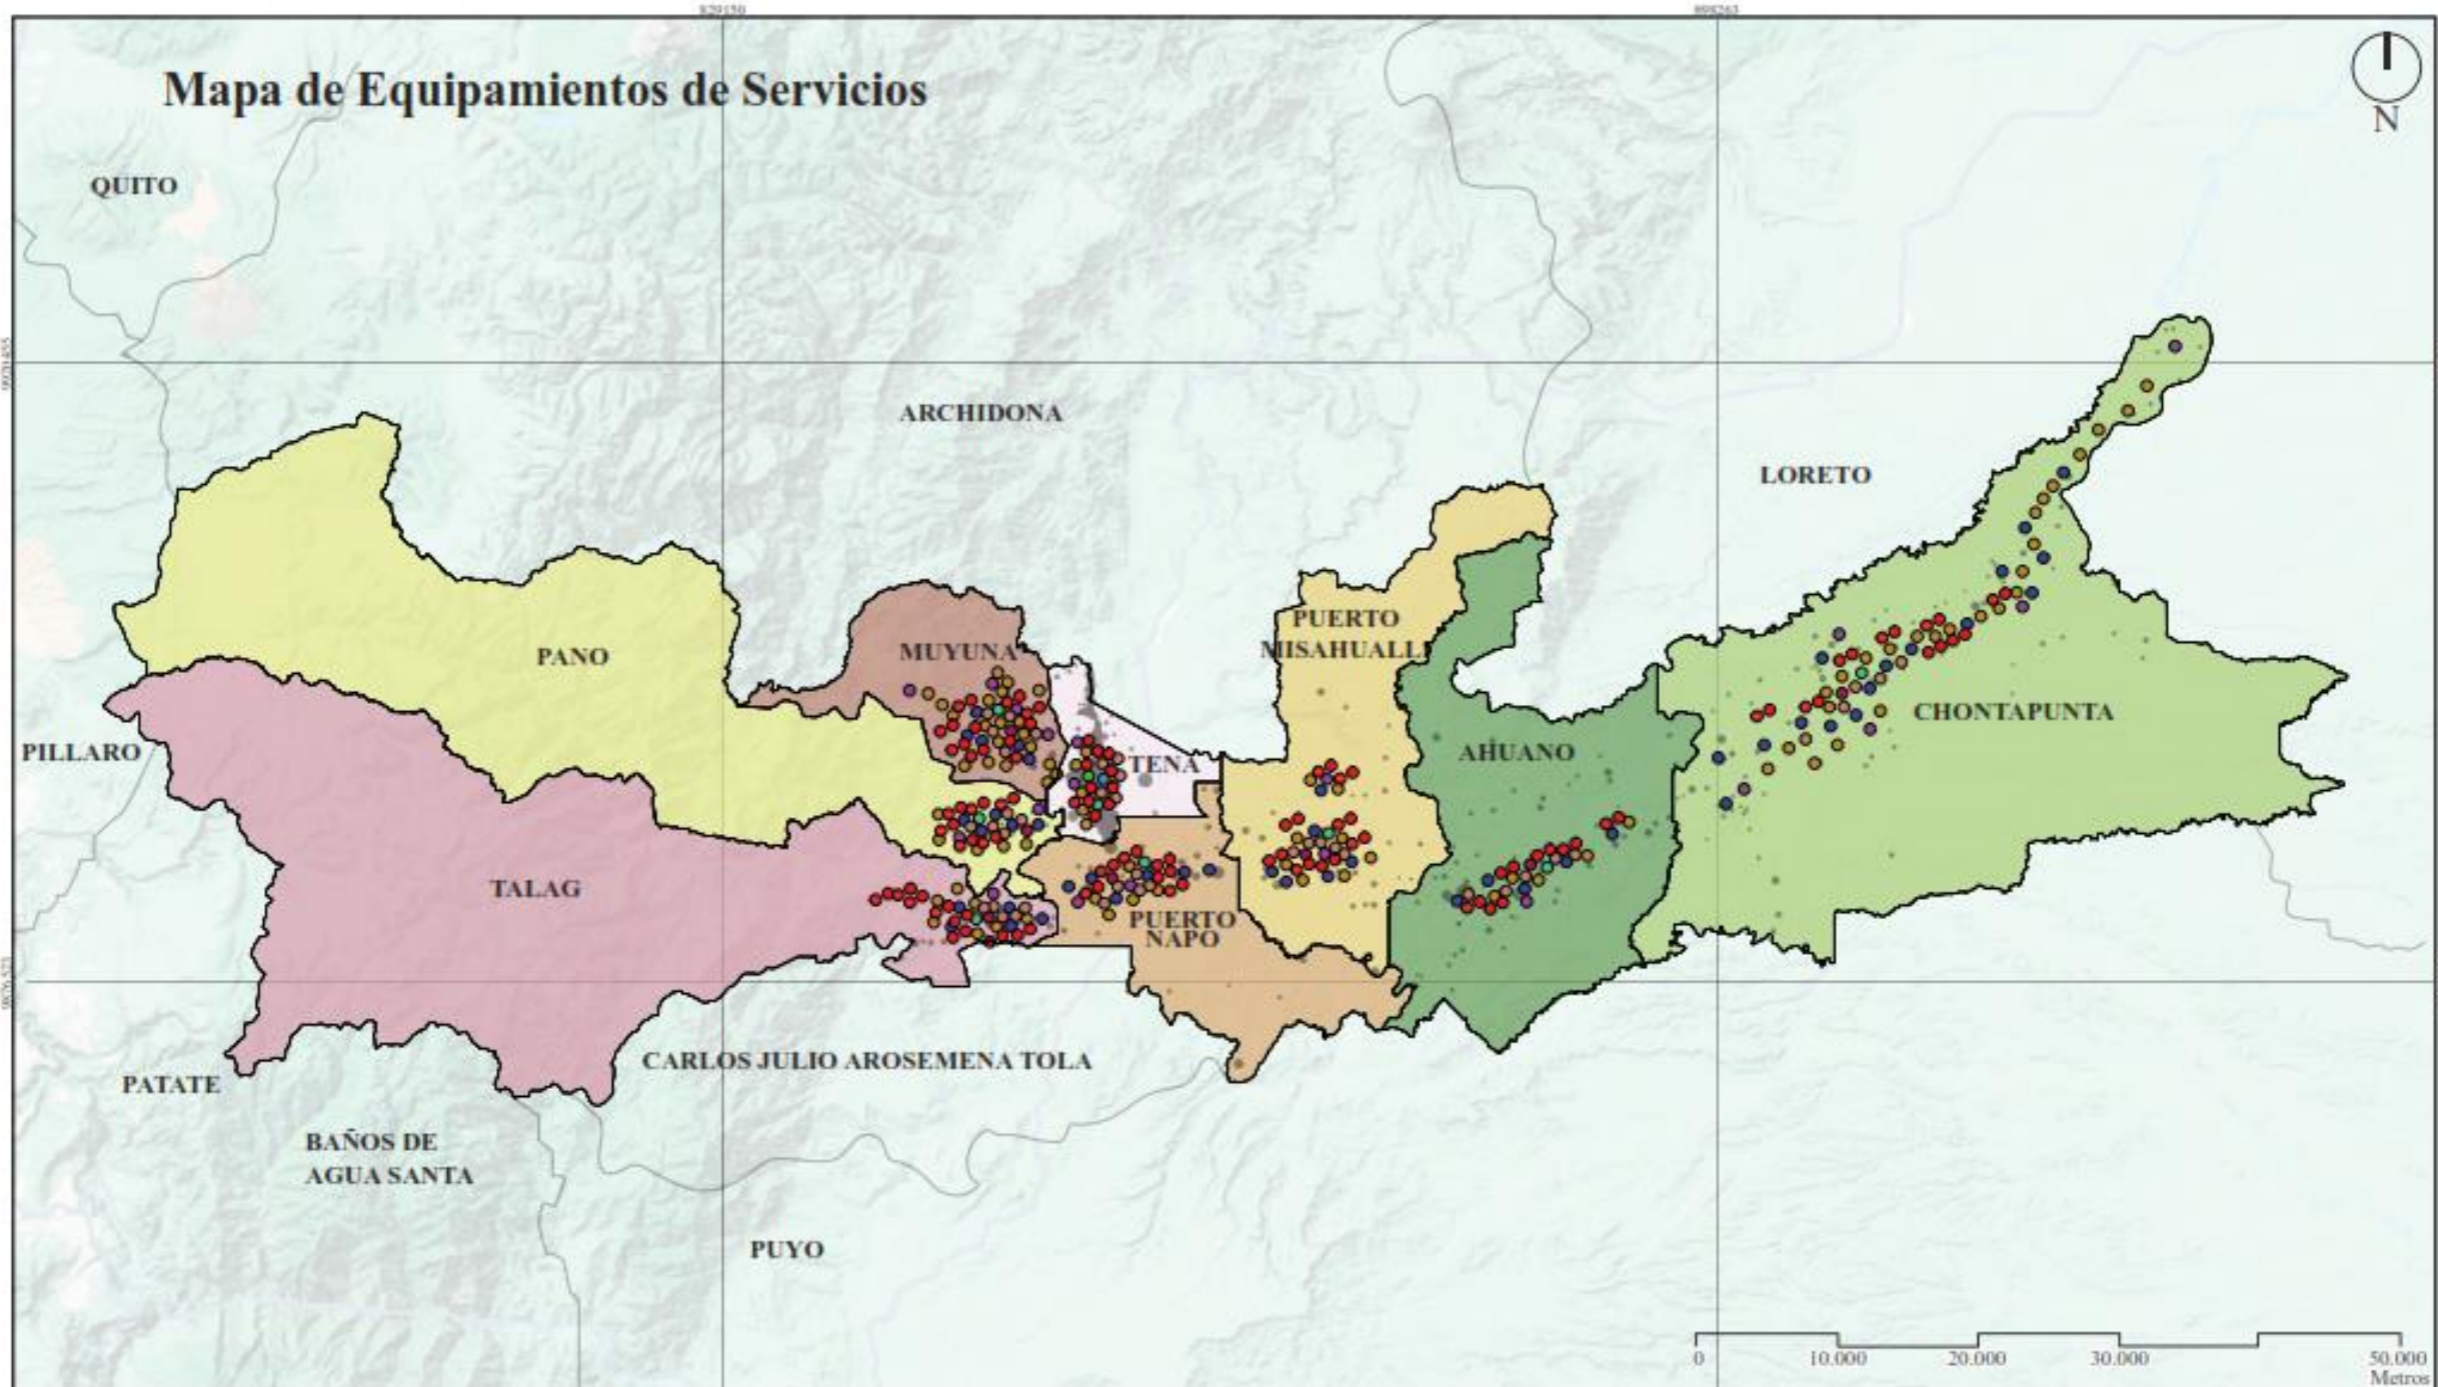 829150
898263
Mapa de Equipamientos de Servicios
N
QUITO
ARCHIDONA
LORETO
PUERTO
MISAHUALLI
PANO
MUYUNA
CHONTAPUNTA
PILLARO
TENA
AHUANO
TALAG
PUERTO
NAPO
CARLOS JULIO AROSEMENA TOLA
PATATE
BAÑOS DE
AGUA SANTA
PUYO
0 10.000 20.000 30.000 50.000
Metros